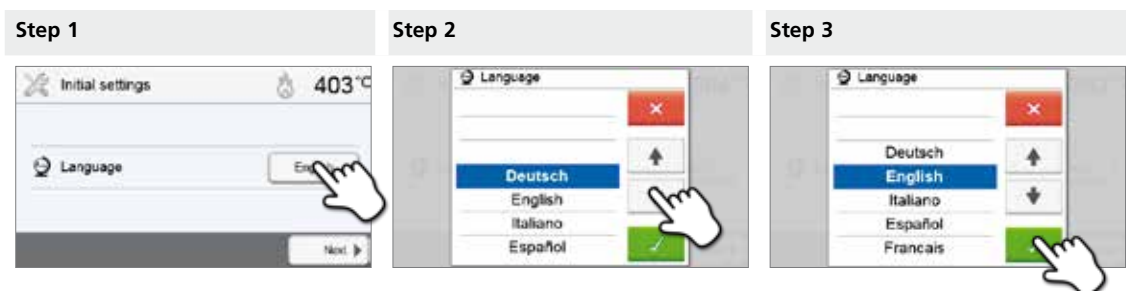 Step 1
Step 2
Step 3
Initial settings
403 °C
Language
Next
Language
Deutsch
English
Italiano
Español
Language
Deutsch
English
Italiano
Español
Francais